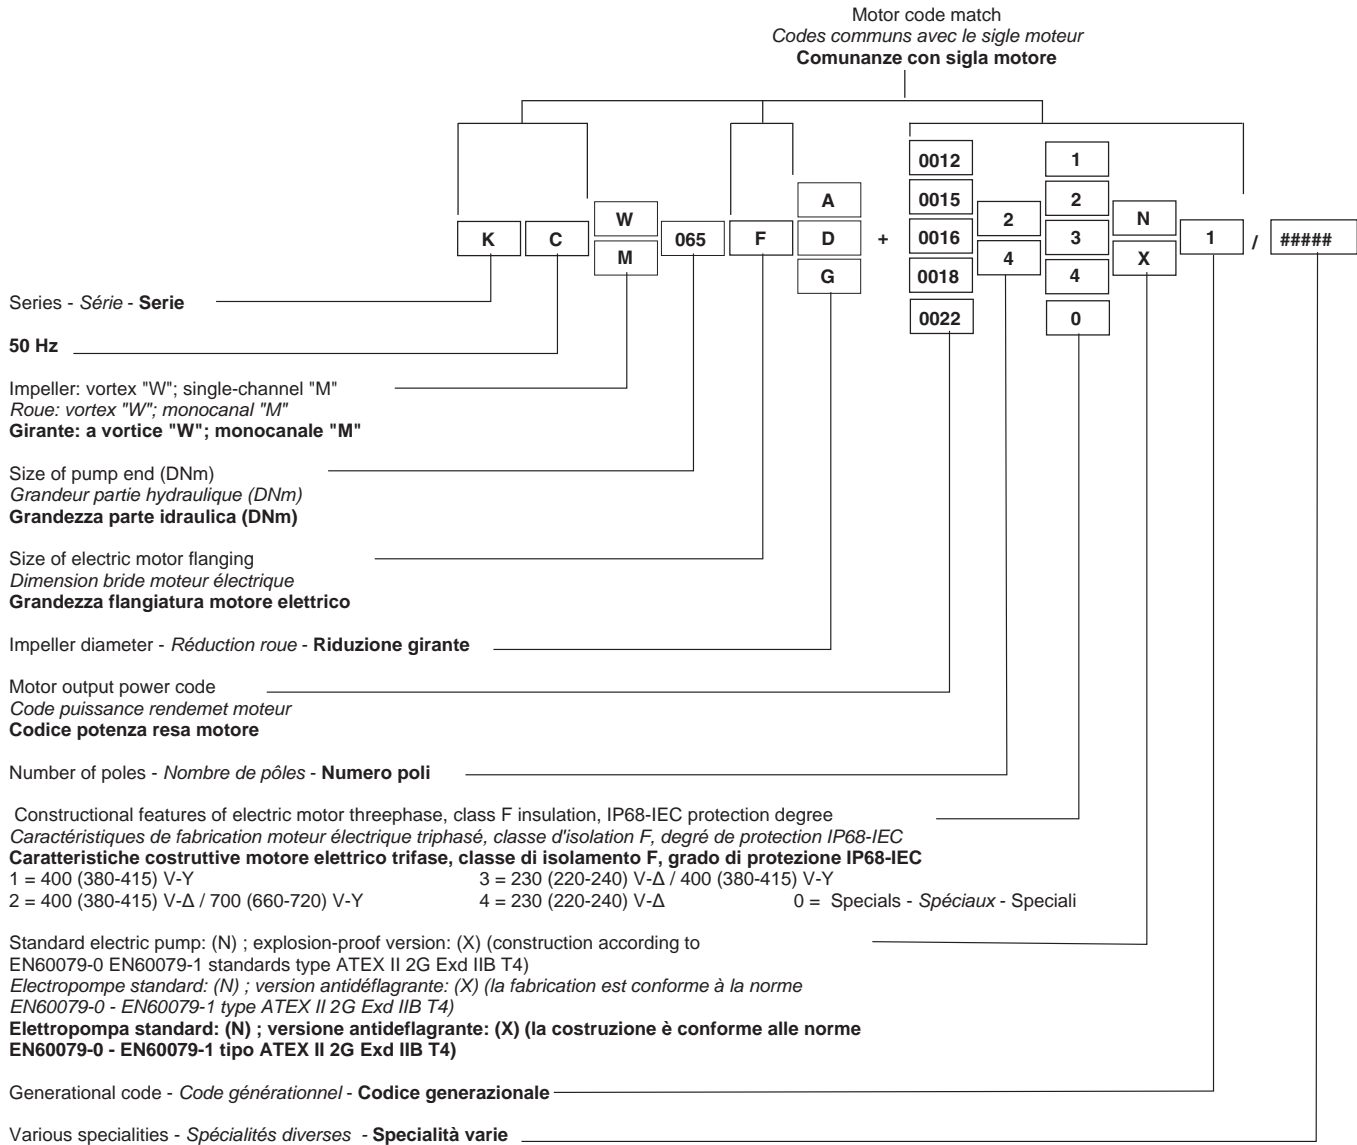 Motor code match
Codes communs avec le sigle moteur
Comunanze con sigla motore
0012 1
0015 2
A
W 2 N
K C 065 F D + 0016 3 1 / #####
M 4 X
G 0018 4
0022 0
Series - Série - Serie
50 Hz
Impeller: vortex "W"; single-channel "M"
Roue: vortex "W"; monocanal "M"
Girante: a vortice "W"; monocanale "M"
Size of pump end (DNm)
Grandeur partie hydraulique (DNm)
Grandezza parte idraulica (DNm)
Size of electric motor flanging
Dimension bride moteur électrique
Grandezza flangiatura motore elettrico
Impeller diameter - Réduction roue - Riduzione girante
Motor output power code
Code puissance rendemet moteur
Codice potenza resa motore
Number of poles - Nombre de pôles - Numero poli
Constructional features of electric motor threephase, class F insulation, IP68-IEC protection degree
Caractéristiques de fabrication moteur électrique triphasé, classe d'isolation F, degré de protection IP68-IEC
Caratteristiche costruttive motore elettrico trifase, classe di isolamento F, grado di protezione IP68-IEC
1 = 400 (380-415) V-Y 3 = 230 (220-240) V-Δ / 400 (380-415) V-Y
2 = 400 (380-415) V-Δ / 700 (660-720) V-Y 4 = 230 (220-240) V-Δ 0 = Specials - Spéciaux - Speciali
Standard electric pump: (N) ; explosion-proof version: (X) (construction according to
EN60079-0 EN60079-1 standards type ATEX II 2G Exd IIB T4)
Electropompe standard: (N) ; version antidéflagrante: (X) (la fabrication est conforme à la norme
EN60079-0 - EN60079-1 type ATEX II 2G Exd IIB T4)
Elettropompa standard: (N) ; versione antideflagrante: (X) (la costruzione è conforme alle norme
EN60079-0 - EN60079-1 tipo ATEX II 2G Exd IIB T4)
Generational code - Code générationnel - Codice generazionale
Various specialities - Spécialités diverses - Specialità varie